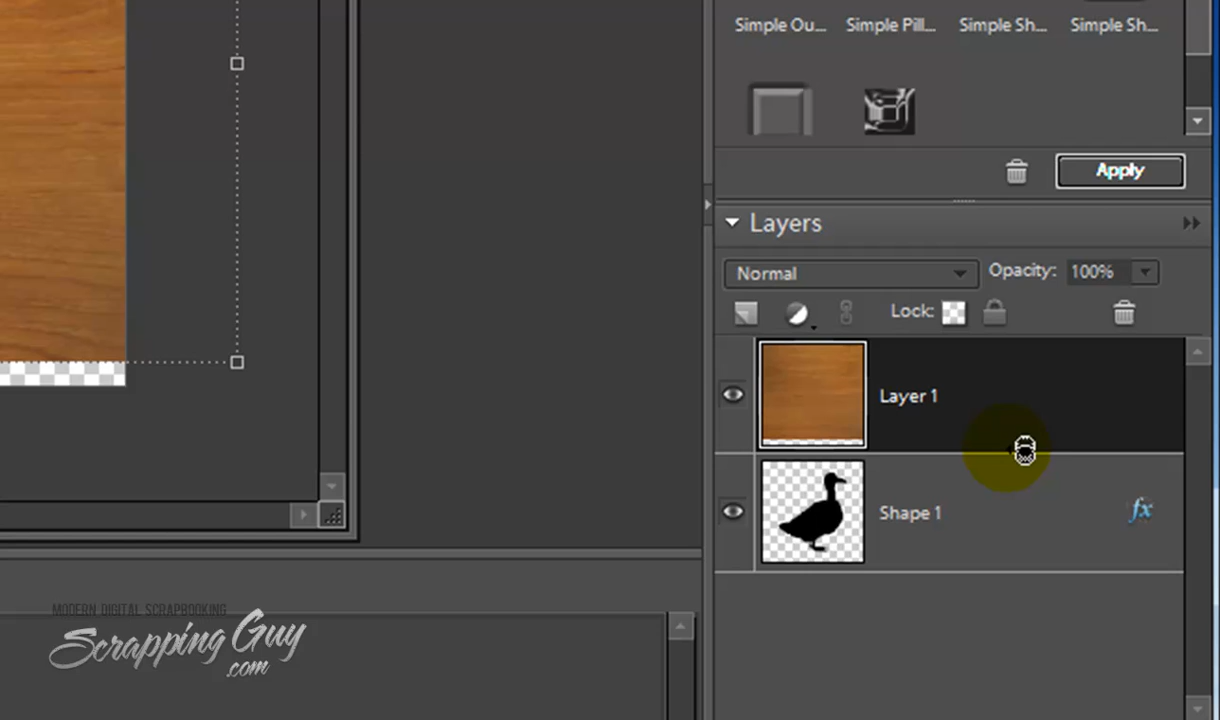 Simple Ou... Simple Pill... Simple Sh... Simple Sh...
Apply
Layers
Normal Opacity: 100%
Lock:
Layer 1
Shape 1 fx
MODERN DIGITAL SCRAPBOOKING
Scrapping Guy
.com